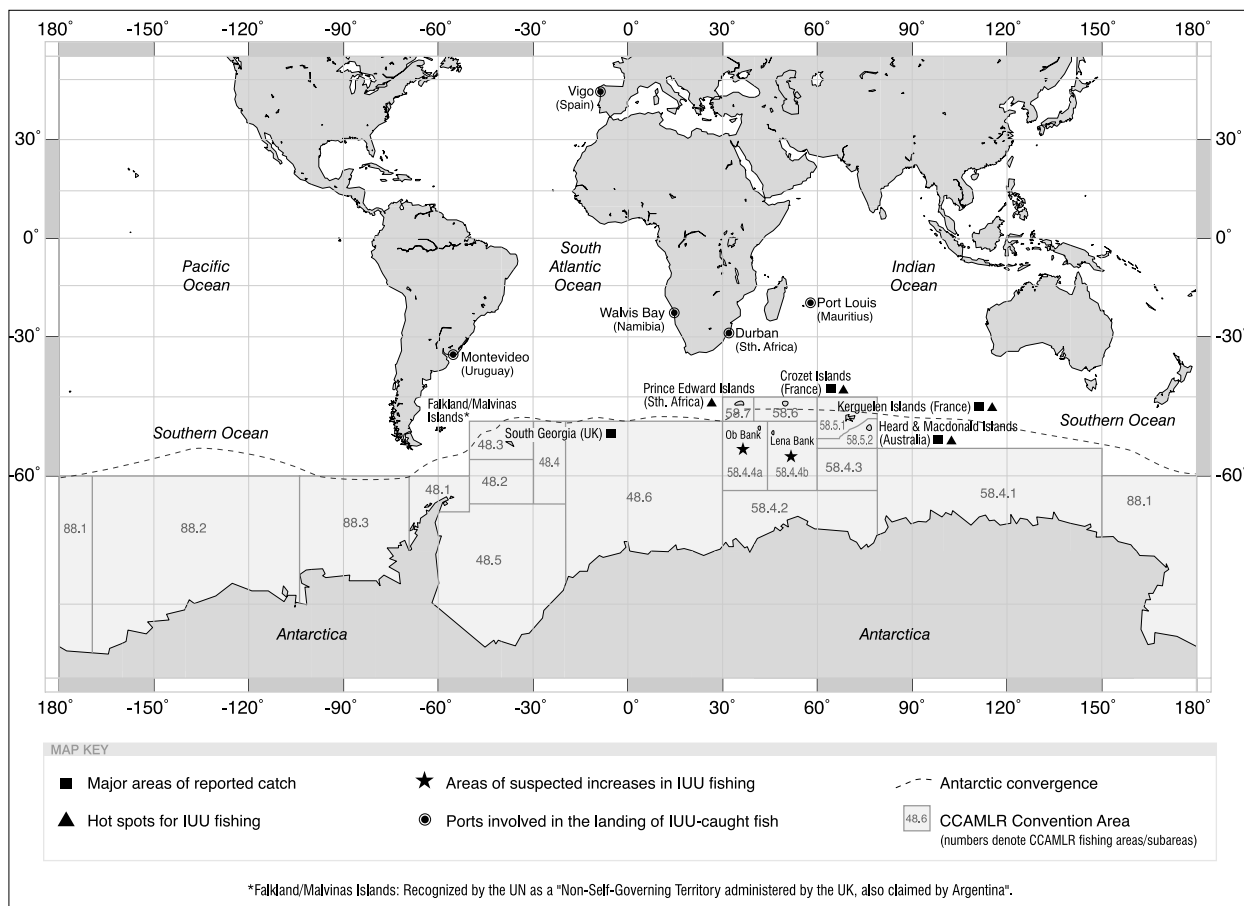 180˚ -150˚ -120˚ -90˚ -60˚ -30˚ 0˚ 30˚ 60˚ 90˚ 120˚ 150˚ 180˚
Vigo
(Spain)
30˚ 30˚
0˚ 0˚
Pacific
Ocean
South
Atlantic
Ocean
Indian
Ocean
Walvis Bay
(Namibia)
Port Louis
(Mauritius)
Durban
(Sth. Africa)
-30˚ -30˚
Montevideo
(Uruguay)
Falkland/Malvinas
Islands*
Prince Edward Islands
(Sth. Africa)
Crozet Islands
(France)
Kerguelen Islands (France)
Heard & Macdonald Islands
(Australia)
Southern Ocean
Southern Ocean
South Georgia (UK)
58.7
58.6
58.5.1
58.5.2
Ob Bank
Lena Bank
48.3
48.4
58.4.4a
58.4.4b
58.4.3
-60˚ -60˚
48.1
48.2
48.6
58.4.2
58.4.1
88.1
88.1
88.2
88.3
48.5
Antarctica
Antarctica
180˚ -150˚ -120˚ -90˚ -60˚ -30˚ 0˚ 30˚ 60˚ 90˚ 120˚ 150˚ 180˚
MAP KEY
Major areas of reported catch
Hot spots for IUU fishing
Areas of suspected increases in IUU fishing
Ports involved in the landing of IUU-caught fish
Antarctic convergence
48.6
CCAMLR Convention Area
(numbers denote CCAMLR fishing areas/subareas)
*Falkland/Malvinas Islands: Recognized by the UN as a "Non-Self-Governing Territory administered by the UK, also claimed by Argentina".